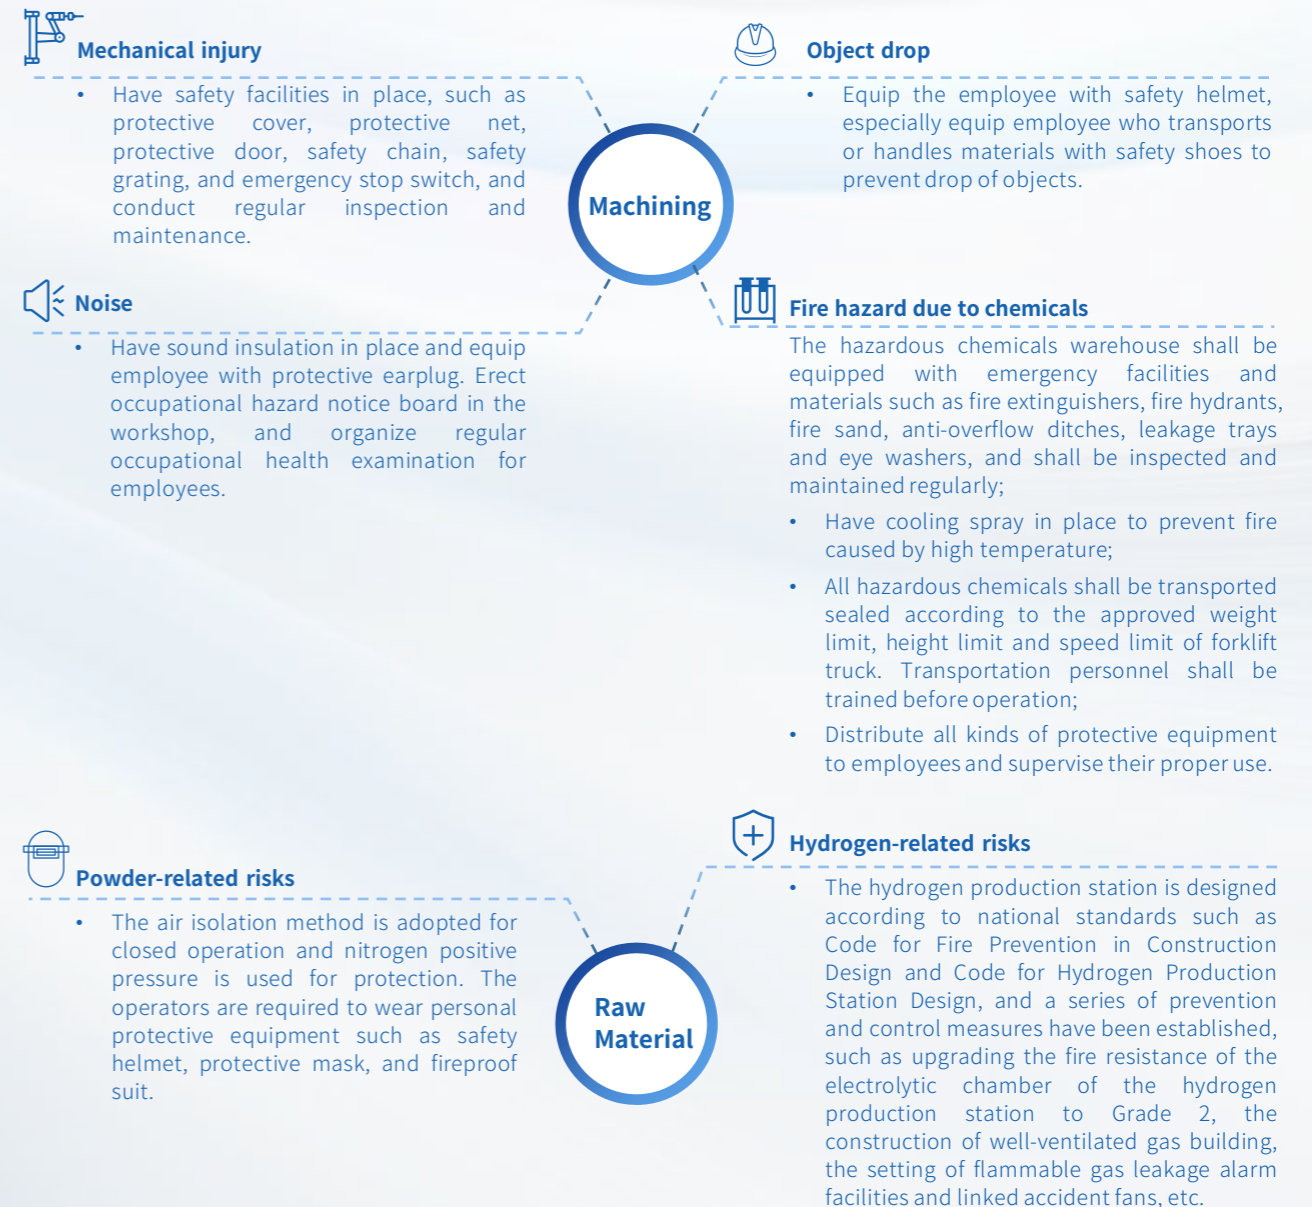 Mechanical injury
• Have safety facilities in place, such as
protective cover, protective net,
protective door, safety chain, safety
grating, and emergency stop switch, and
conduct regular inspection and
maintenance.
Object drop
• Equip the employee with safety helmet,
especially equip employee who transports
or handles materials with safety shoes to
prevent drop of objects.
Machining
Noise
• Have sound insulation in place and equip
employee with protective earplug. Erect
occupational hazard notice board in the
workshop, and organize regular
occupational health examination for
employees.
Fire hazard due to chemicals
The hazardous chemicals warehouse shall be
equipped with emergency facilities and
materials such as fire extinguishers, fire hydrants,
fire sand, anti-overflow ditches, leakage trays
and eye washers, and shall be inspected and
maintained regularly;
• Have cooling spray in place to prevent fire
caused by high temperature;
• All hazardous chemicals shall be transported
sealed according to the approved weight
limit, height limit and speed limit of forklift
truck. Transportation personnel shall be
trained before operation;
• Distribute all kinds of protective equipment
to employees and supervise their proper use.
Powder-related risks
• The air isolation method is adopted for
closed operation and nitrogen positive
pressure is used for protection. The
operators are required to wear personal
protective equipment such as safety
helmet, protective mask, and fireproof
suit.
Raw
Material
Hydrogen-related risks
• The hydrogen production station is designed
according to national standards such as
Code for Fire Prevention in Construction
Design and Code for Hydrogen Production
Station Design, and a series of prevention
and control measures have been established,
such as upgrading the fire resistance of the
electrolytic chamber of the hydrogen
production station to Grade 2, the
construction of well-ventilated gas building,
the setting of flammable gas leakage alarm
facilities and linked accident fans, etc.